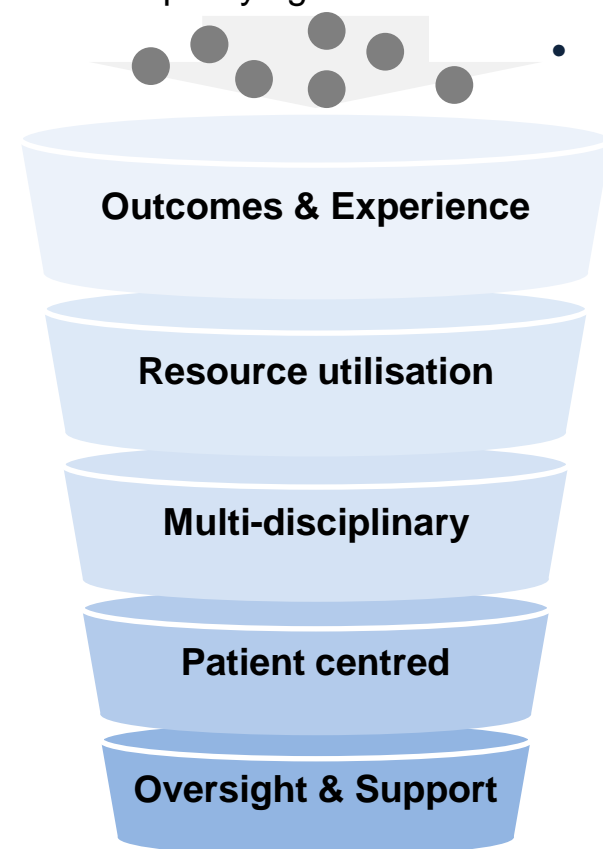 Outcomes & Experience
Resource utilisation
Multi-disciplinary
Patient centred
Oversight & Support